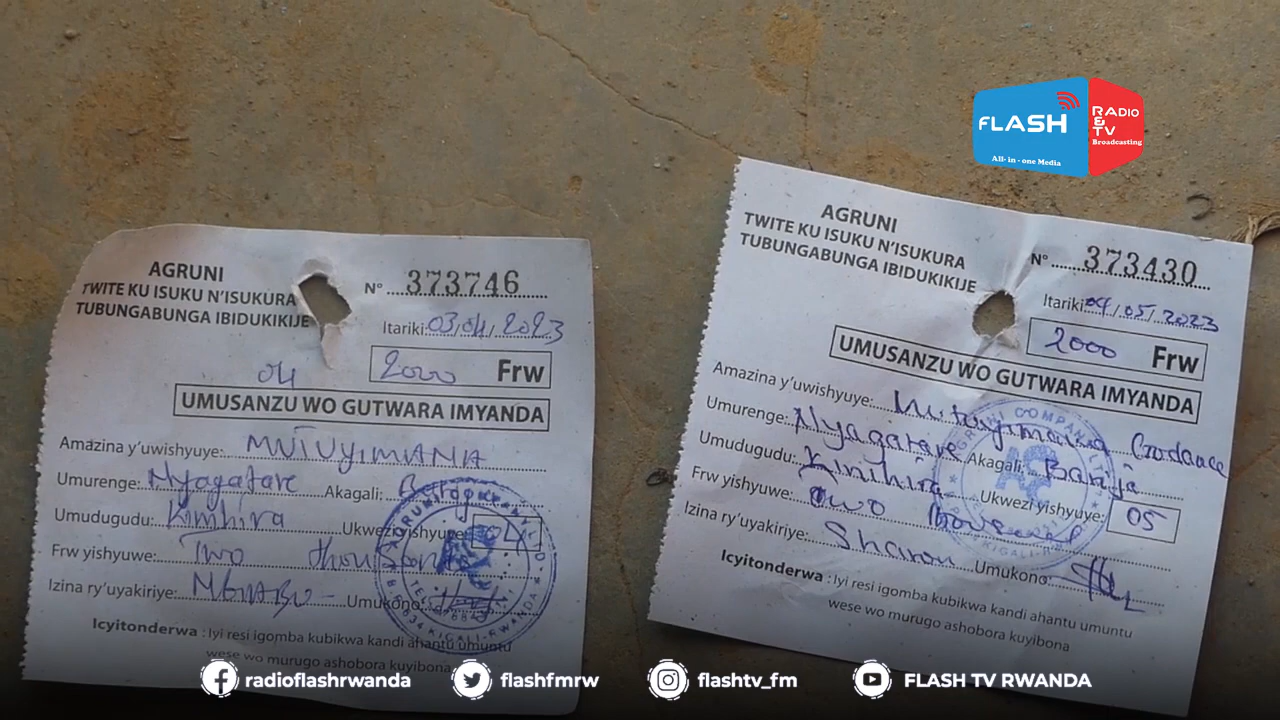 FLASH
RADIO
&
TV
Broadcasting
All- in - one Media
AGRUNI
TWITE KU ISUKU N'ISUKURA
TUBUNGABUNGA IBIDUKIKIJE
N° 373746
Itariki: 03/04/2023
2000 Frw
04
UMUSANZU WO GUTWARA IMYANDA
Amazina y'uwishyuye: MUTUYIMANA
Umurenge: Nyagatare Akagali:
Umudugudu: Kinihira Ukwezi yishyuye: 04
Frw yishyuwe: Two thousand
Izina ry'uyakiriye: Umukono:
Icyitonderwa : Iyi resi igomba kubikwa kandi ahantu umuntu
wese wo murugo ashobora kuyibona
AGRUNI
TWITE KU ISUKU N'ISUKURA
TUBUNGABUNGA IBIDUKIKIJE
N° 373430
Itariki: 04/05/2023
2000 Frw
UMUSANZU WO GUTWARA IMYANDA
Amazina y'uwishyuye: Mutuyimana
Umurenge: Nyagatare Akagali: Barija
Umudugudu: Kinihira Ukwezi yishyuye: 05
Frw yishyuwe: two
Izina ry'uyakiriye: Sharon Umukono:
Icyitonderwa : Iyi resi igomba kubikwa kandi ahantu umuntu
wese wo murugo ashobora kuyibona
radioflashrwanda flashfmrw flashtv_fm FLASH TV RWANDA